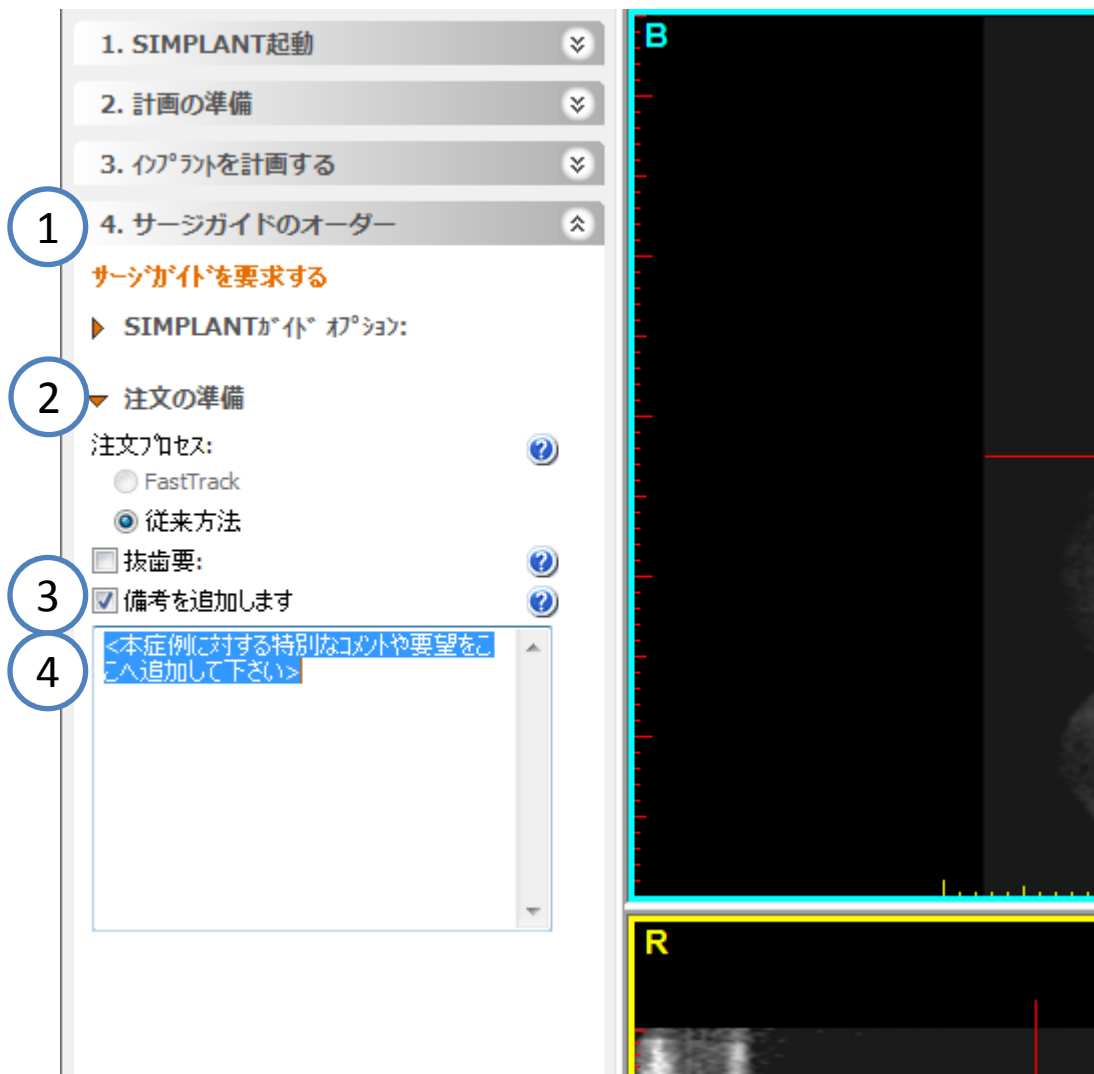 1. SIMPLANT起動
2. 計画の準備
3. ｲﾝﾌﾟﾗﾝﾄを計画する
① 4. サージガイドのオーダー
ｻｰｼﾞｶﾞｲﾄﾞを要求する
SIMPLANTｶﾞｲﾄﾞ ｵﾌﾟｼｮﾝ:
② 注文の準備
注文ﾌﾟﾛｾｽ:
FastTrack
従来方法
抜歯要:
③ 備考を追加します
④ <本症例に対する特別なｺﾒﾝﾄや要望をこ
こへ追加して下さい>
B
R